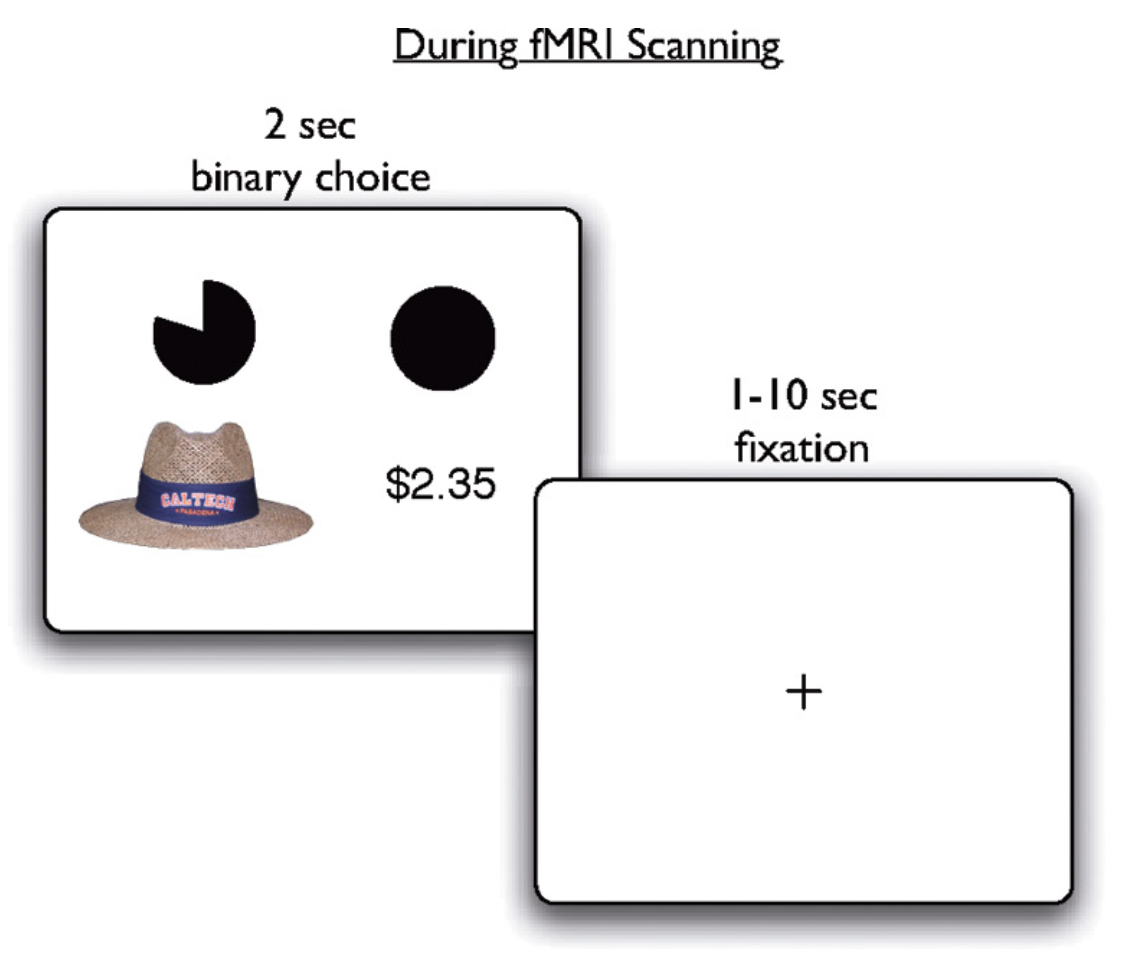 During fMRI Scanning
2 sec
binary choice
CALTECH
• PASADENA •
$2.35
1-10 sec
fixation
+